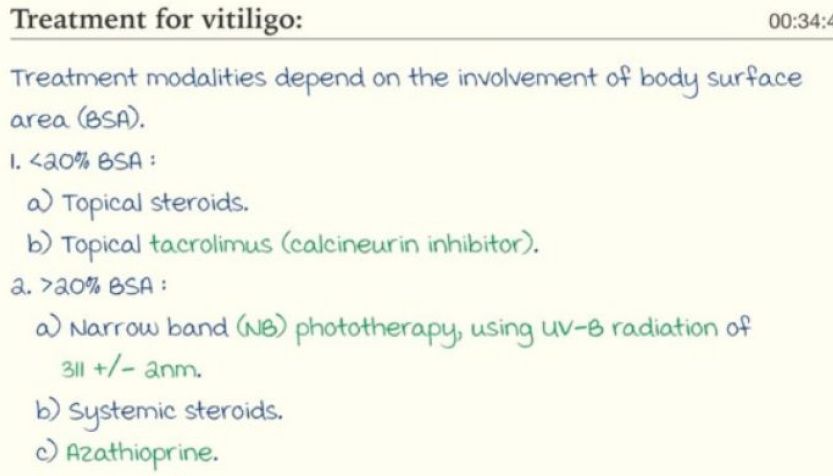 Treatment for vitiligo:
00:34:4
Treatment modalities depend on the involvement of body surface
area (BSA).
1. <20% BSA :
a) Topical steroids.
b) Topical tacrolimus (calcineurin inhibitor).
2. >20% BSA :
a) Narrow band (NB) phototherapy, using UV-B radiation of
311 +/- 2nm.
b) Systemic steroids.
c) Azathioprine.